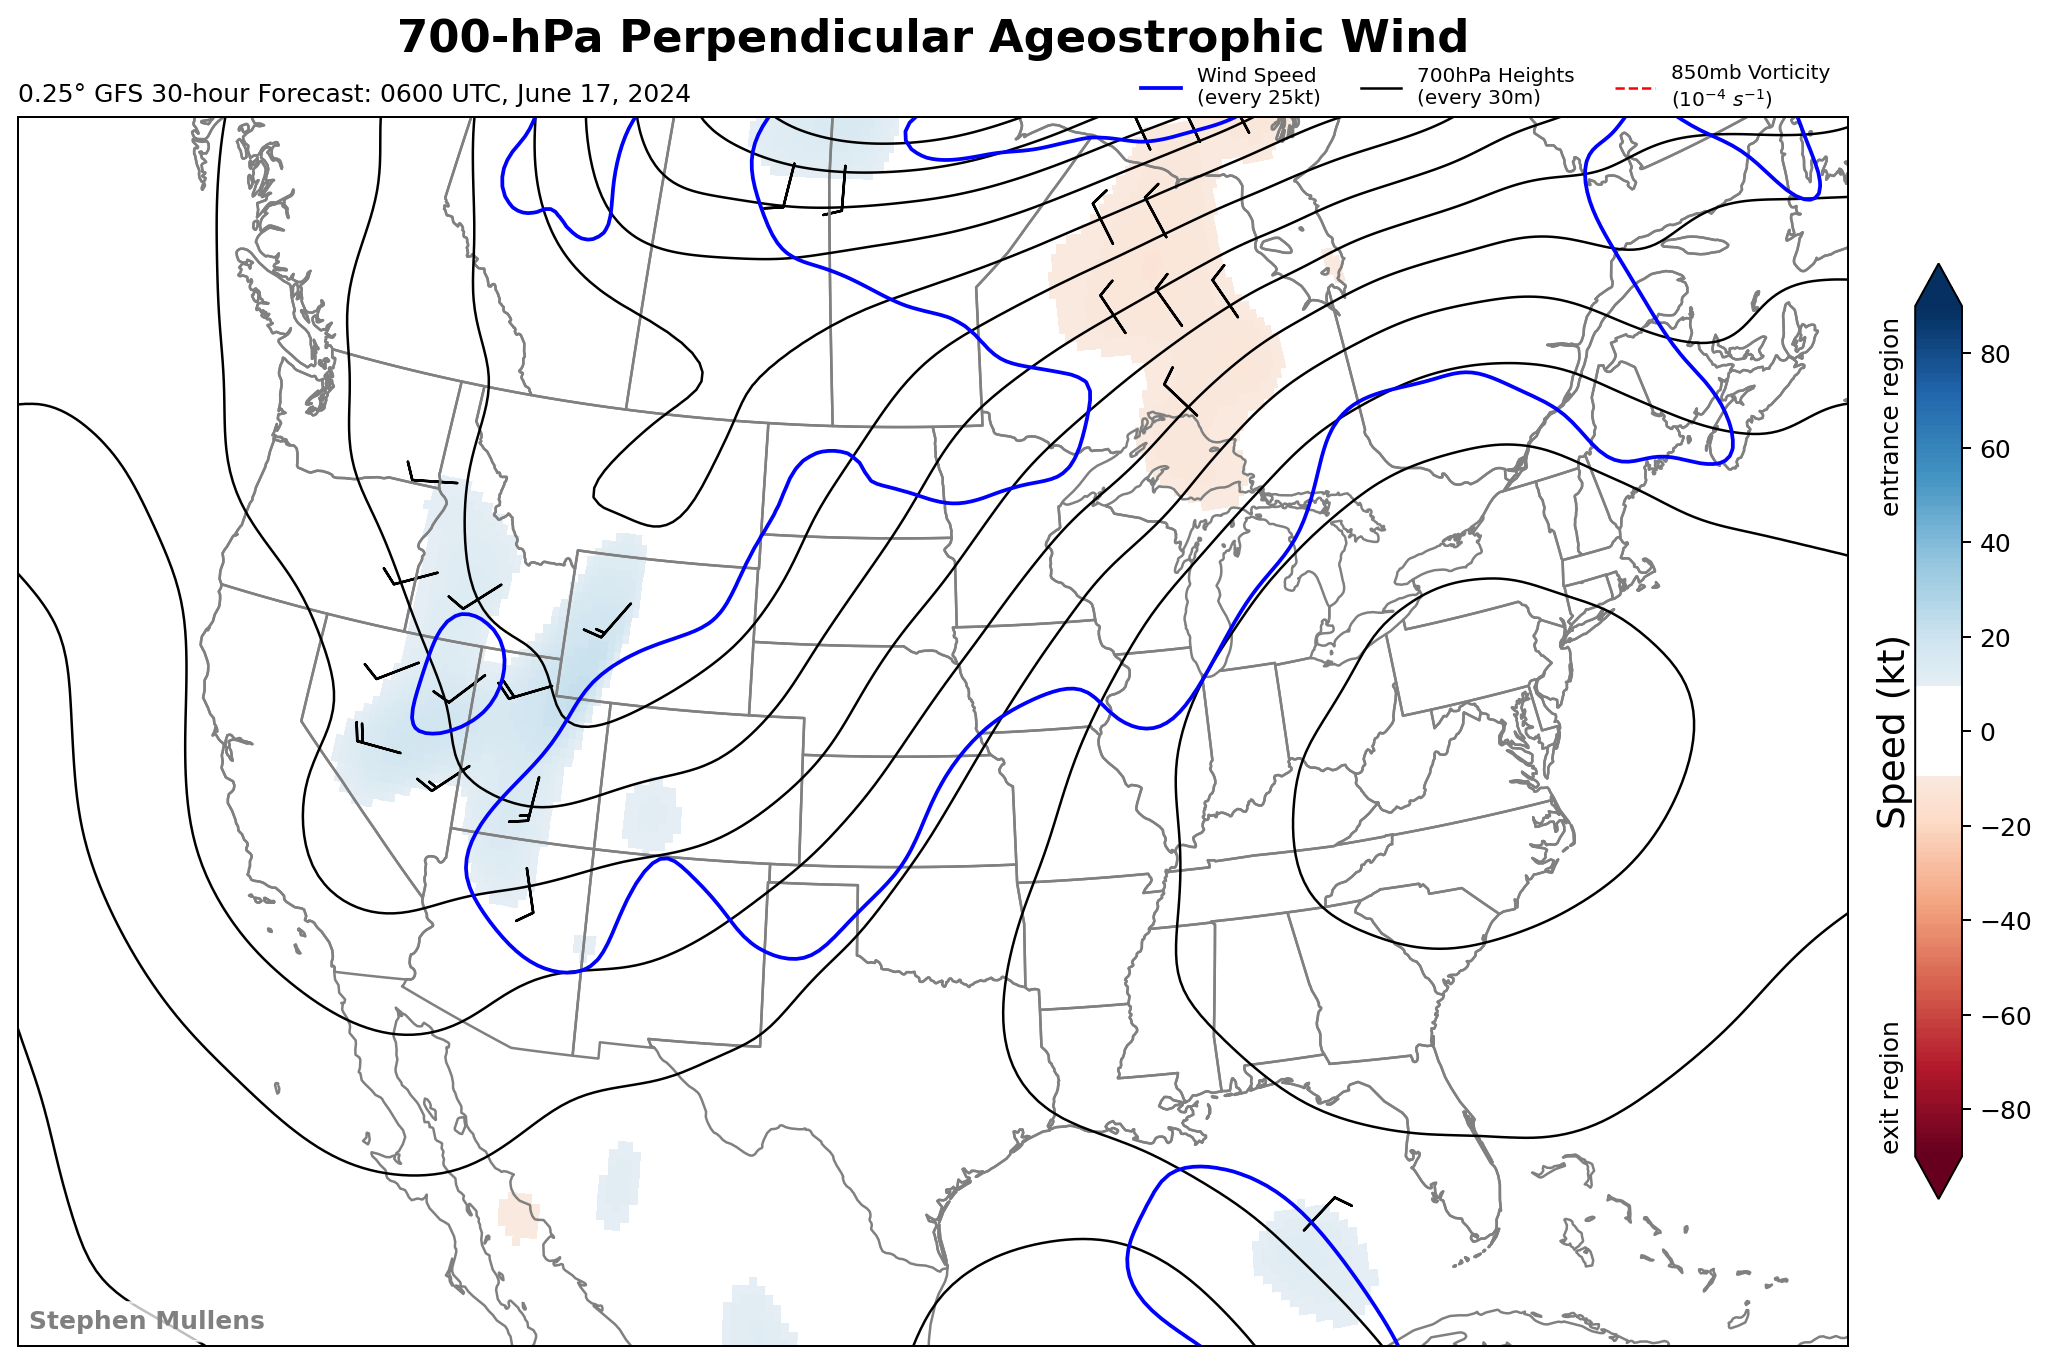 700-hPa Perpendicular Ageostrophic Wind
0.25° GFS 30-hour Forecast: 0600 UTC, June 17, 2024
Wind Speed
(every 25kt)
700hPa Heights
(every 30m)
850mb Vorticity
(10⁻⁴ s⁻¹)
entrance region
Speed (kt)
exit region
80
60
40
20
0
−20
−40
−60
−80
Stephen Mullens